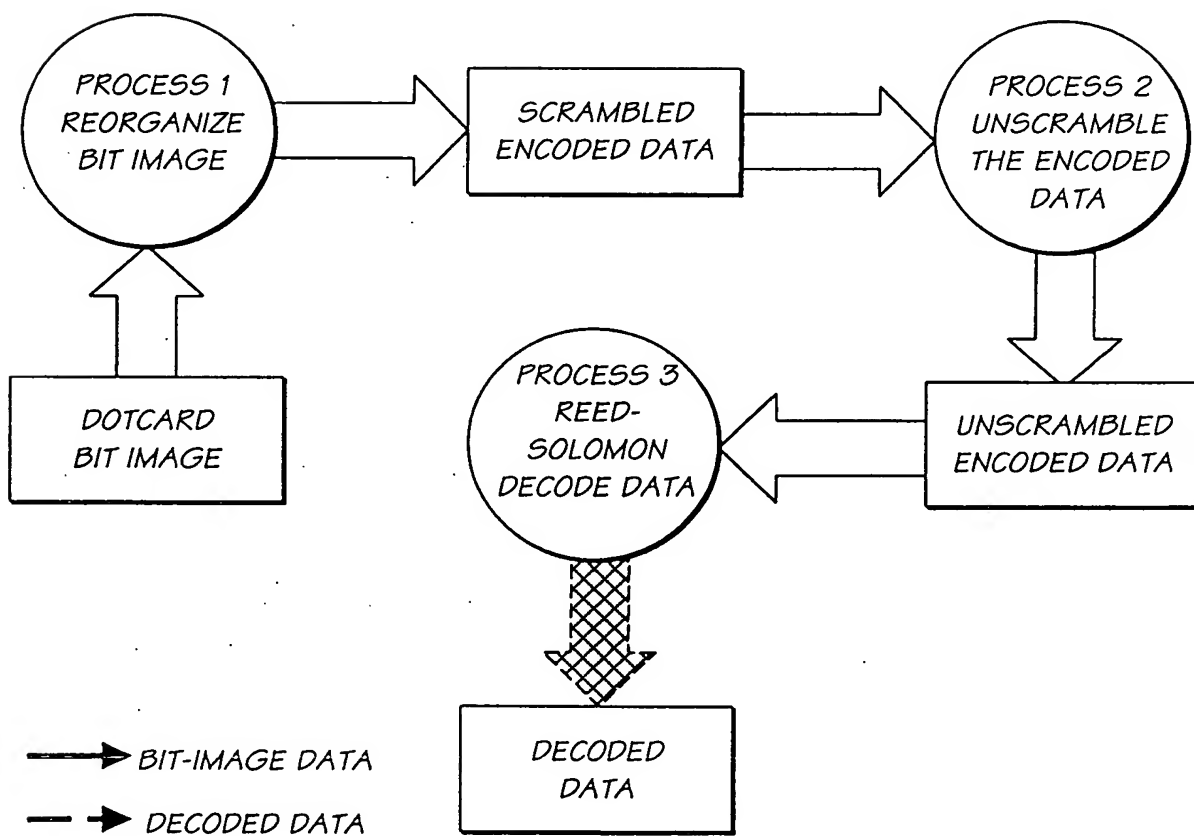 PROCESS 1
REORGANIZE
BIT IMAGE
SCRAMBLED
ENCODED DATA
PROCESS 2
UNSCRAMBLE
THE ENCODED
DATA
DOTCARD
BIT IMAGE
PROCESS 3
REED-
SOLOMON
DECODE DATA
UNSCRAMBLED
ENCODED DATA
DECODED
DATA
BIT-IMAGE DATA
DECODED DATA